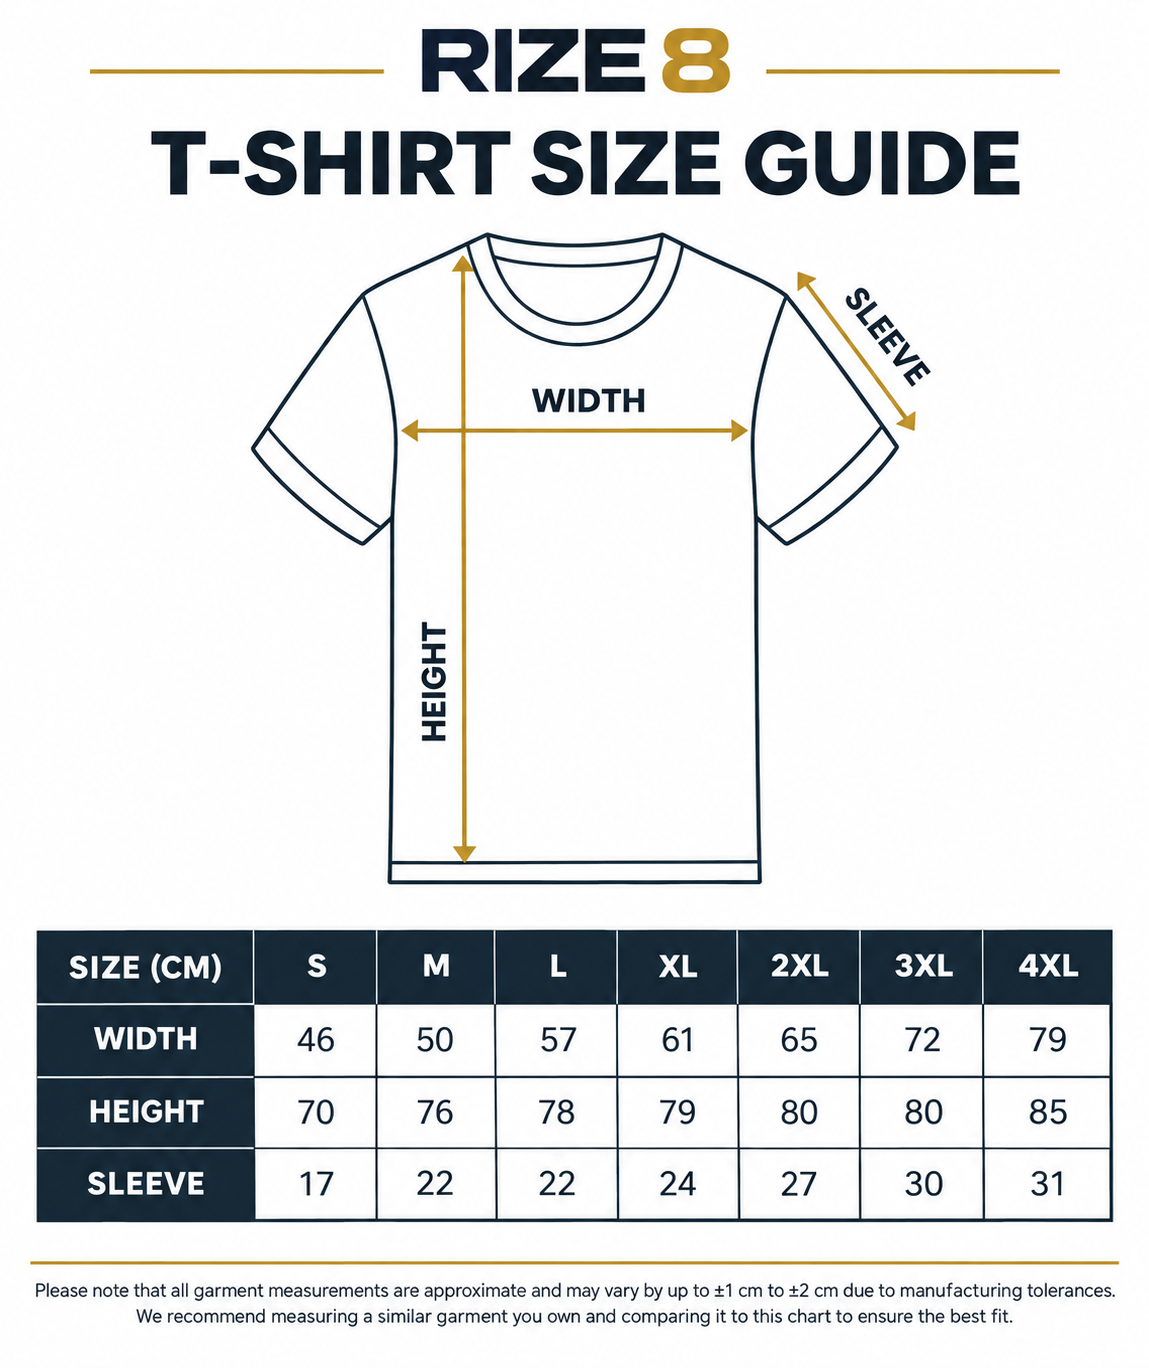 RIZE 8
T-SHIRT SIZE GUIDE
SLEEVE
WIDTH
HEIGHT
SIZE (CM) S M L XL 2XL 3XL 4XL
WIDTH 46 50 57 61 65 72 79
HEIGHT 70 76 78 79 80 80 85
SLEEVE 17 22 22 24 27 30 31
Please note that all garment measurements are approximate and may vary by up to ±1 cm to ±2 cm due to manufacturing tolerances.
We recommend measuring a similar garment you own and comparing it to this chart to ensure the best fit.